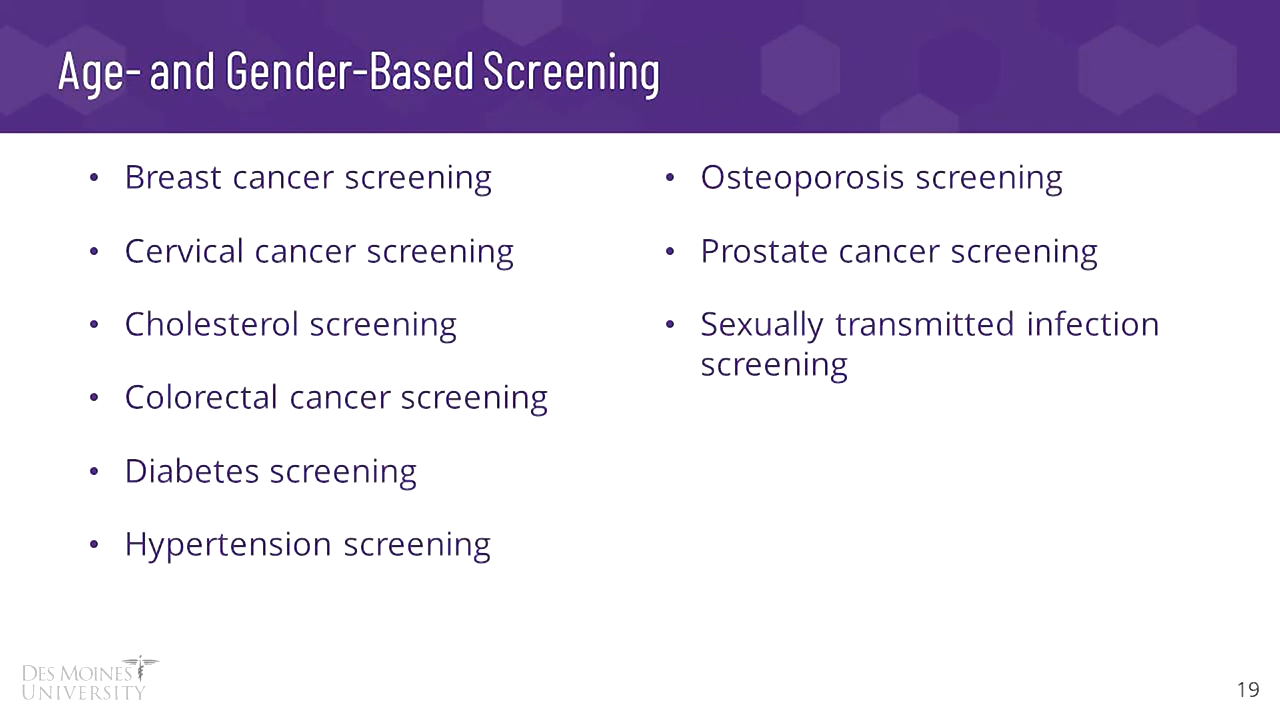 Age- and Gender-Based Screening
• Breast cancer screening
• Cervical cancer screening
• Cholesterol screening
• Colorectal cancer screening
• Diabetes screening
• Hypertension screening
• Osteoporosis screening
• Prostate cancer screening
• Sexually transmitted infection
screening
DES MOINES
UNIVERSITY
19